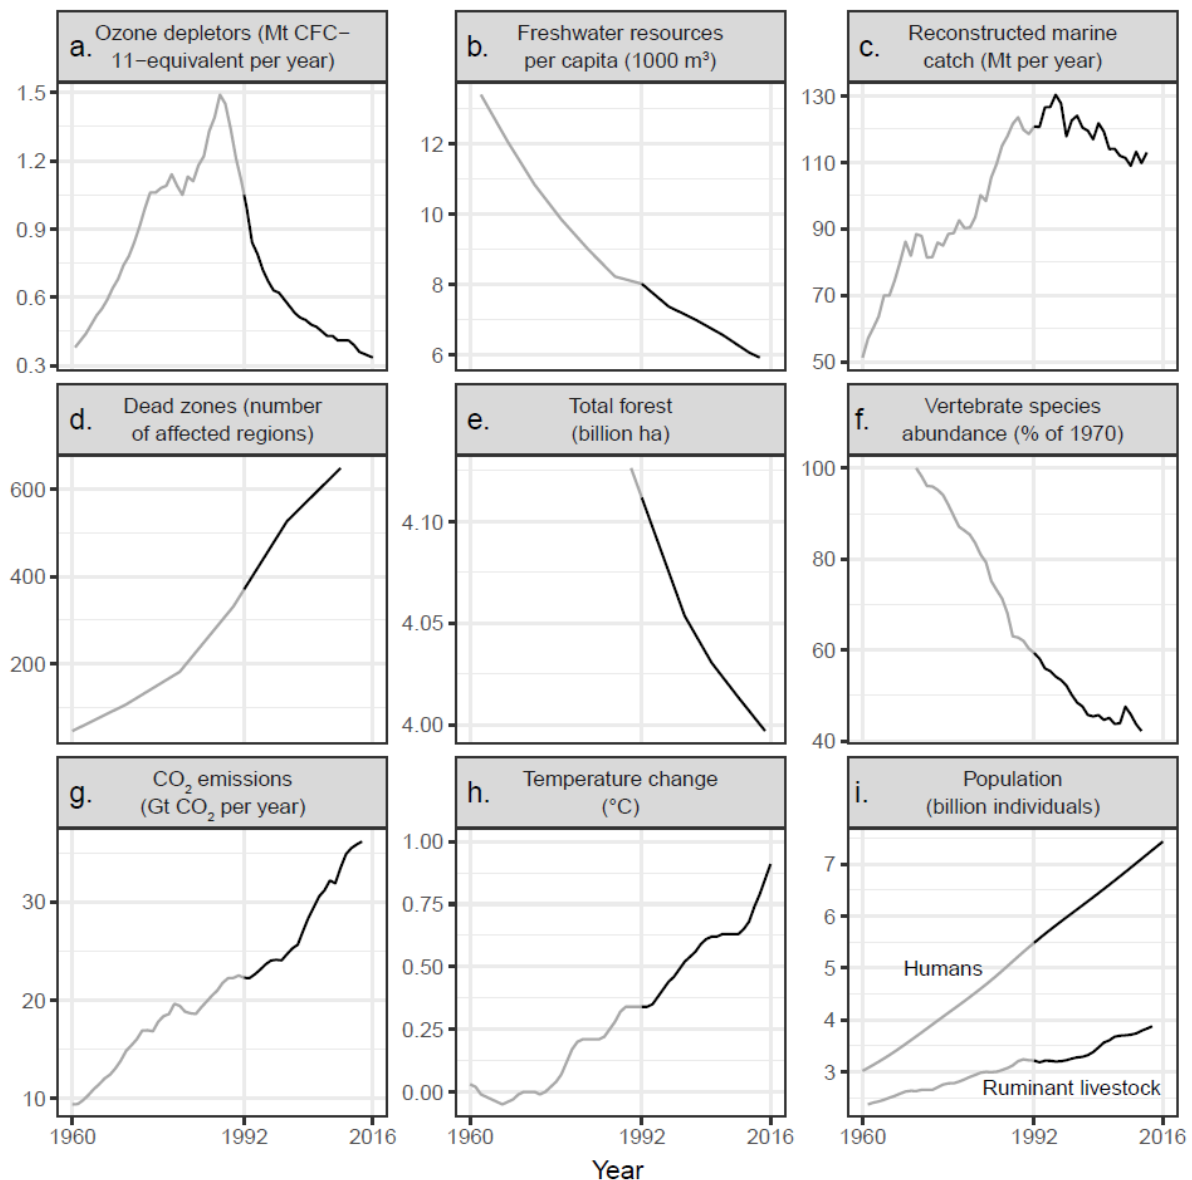 a. Ozone depletors (Mt CFC−
11−equivalent per year)
b. Freshwater resources
per capita (1000 m³)
c. Reconstructed marine
catch (Mt per year)
1.5
1.2
0.9
0.6
0.3
12
10
8
6
130
110
90
70
50
d. Dead zones (number
of affected regions)
e. Total forest
(billion ha)
f. Vertebrate species
abundance (% of 1970)
600
400
200
4.10
4.05
4.00
100
80
60
40
g. CO₂ emissions
(Gt CO₂ per year)
h. Temperature change
(°C)
i. Population
(billion individuals)
30
20
10
1.00
0.75
0.50
0.25
0.00
7
6
5
4
3
Humans
Ruminant livestock
1960 1992 2016
1960 1992 2016
1960 1992 2016
Year